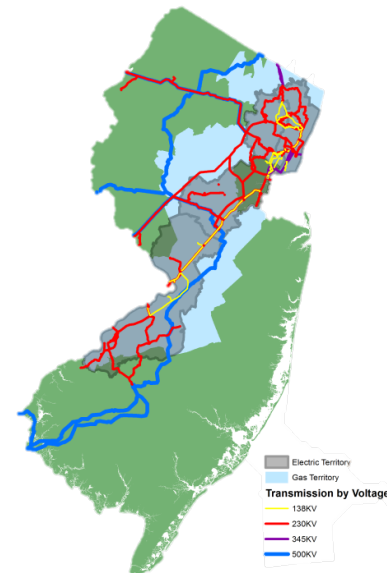 Electric Territory
Gas Territory
Transmission by Voltage
138KV
230KV
345KV
500KV